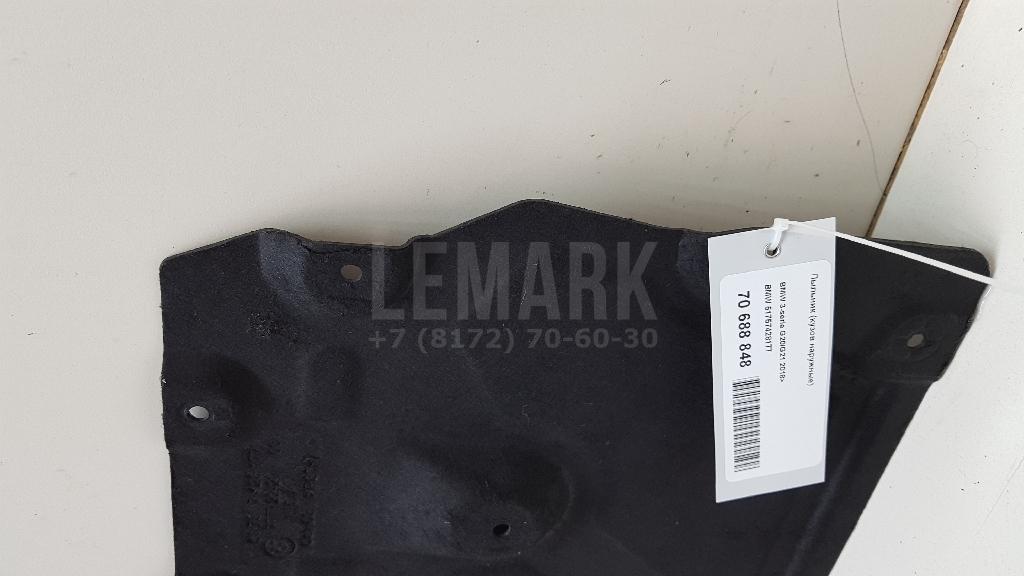 LEMARK
+7 (8172) 70-60-30
Пыльник (кузов наружные)
BMW 3-serie G20/G21 2018>
BMW 51757428177
70 688 848